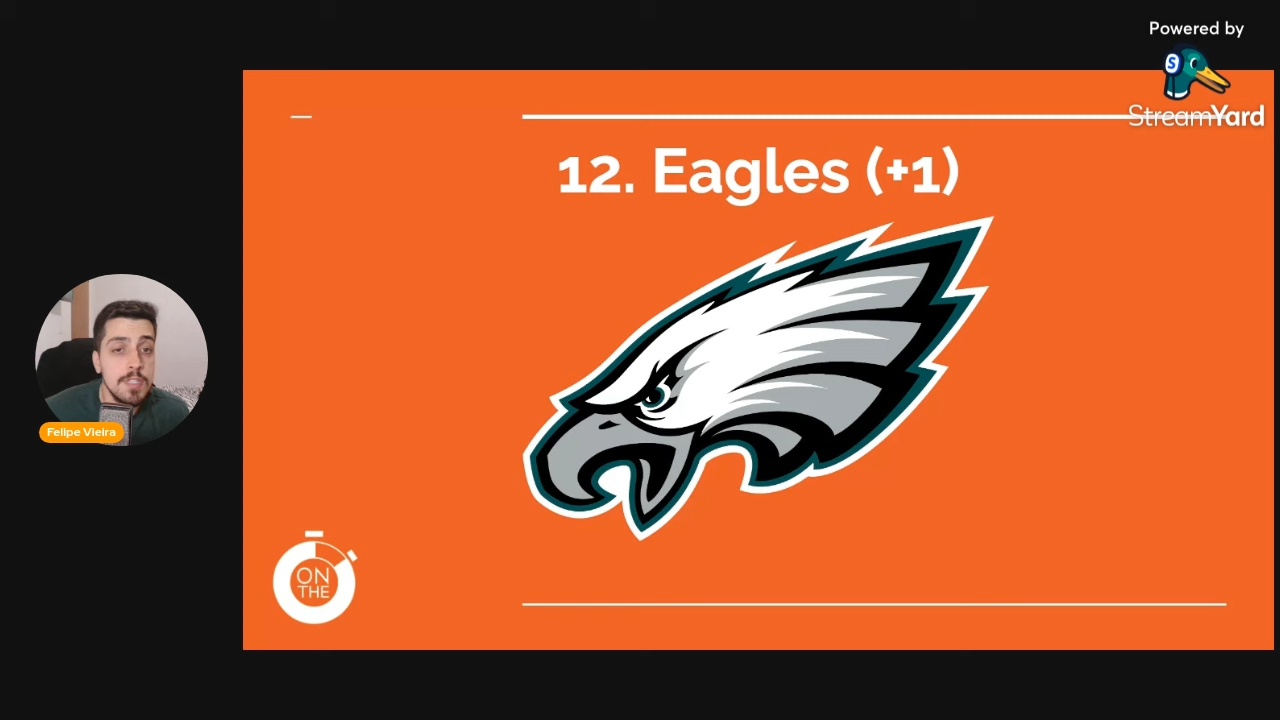 Powered by
StreamYard
12. Eagles (+1)
Felipe Vieira
S
ON
THE